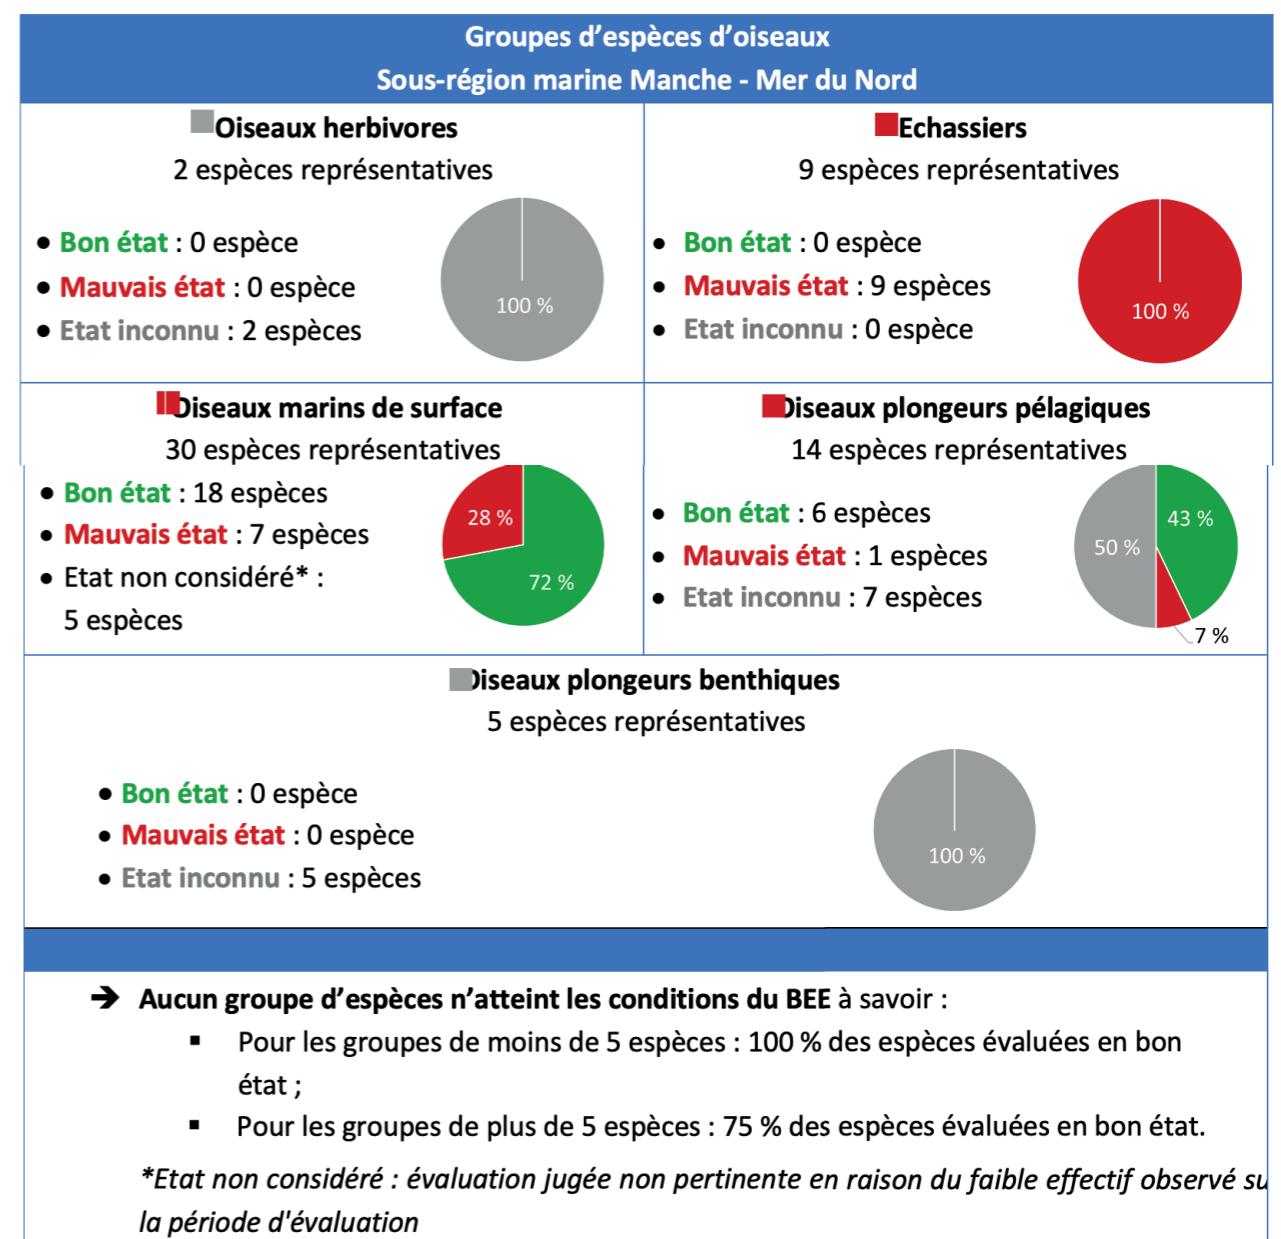 Groupes d'espèces d'oiseaux
Sous-région marine Manche - Mer du Nord
Oiseaux herbivores
2 espèces représentatives
• Bon état : 0 espèce
• Mauvais état : 0 espèce
• Etat inconnu : 2 espèces
100 %
Echassiers
9 espèces représentatives
• Bon état : 0 espèce
• Mauvais état : 9 espèces
• Etat inconnu : 0 espèce
100 %
Oiseaux marins de surface
30 espèces représentatives
• Bon état : 18 espèces
• Mauvais état : 7 espèces
• Etat non considéré* :
5 espèces
28 %
72 %
Oiseaux plongeurs pélagiques
14 espèces représentatives
• Bon état : 6 espèces
• Mauvais état : 1 espèces
• Etat inconnu : 7 espèces
43 %
50 %
7 %
Oiseaux plongeurs benthiques
5 espèces représentatives
• Bon état : 0 espèce
• Mauvais état : 0 espèce
• Etat inconnu : 5 espèces
100 %
➔ Aucun groupe d'espèces n'atteint les conditions du BEE à savoir :
▪ Pour les groupes de moins de 5 espèces : 100 % des espèces évaluées en bon
état ;
▪ Pour les groupes de plus de 5 espèces : 75 % des espèces évaluées en bon état.
*Etat non considéré : évaluation jugée non pertinente en raison du faible effectif observé su
la période d'évaluation